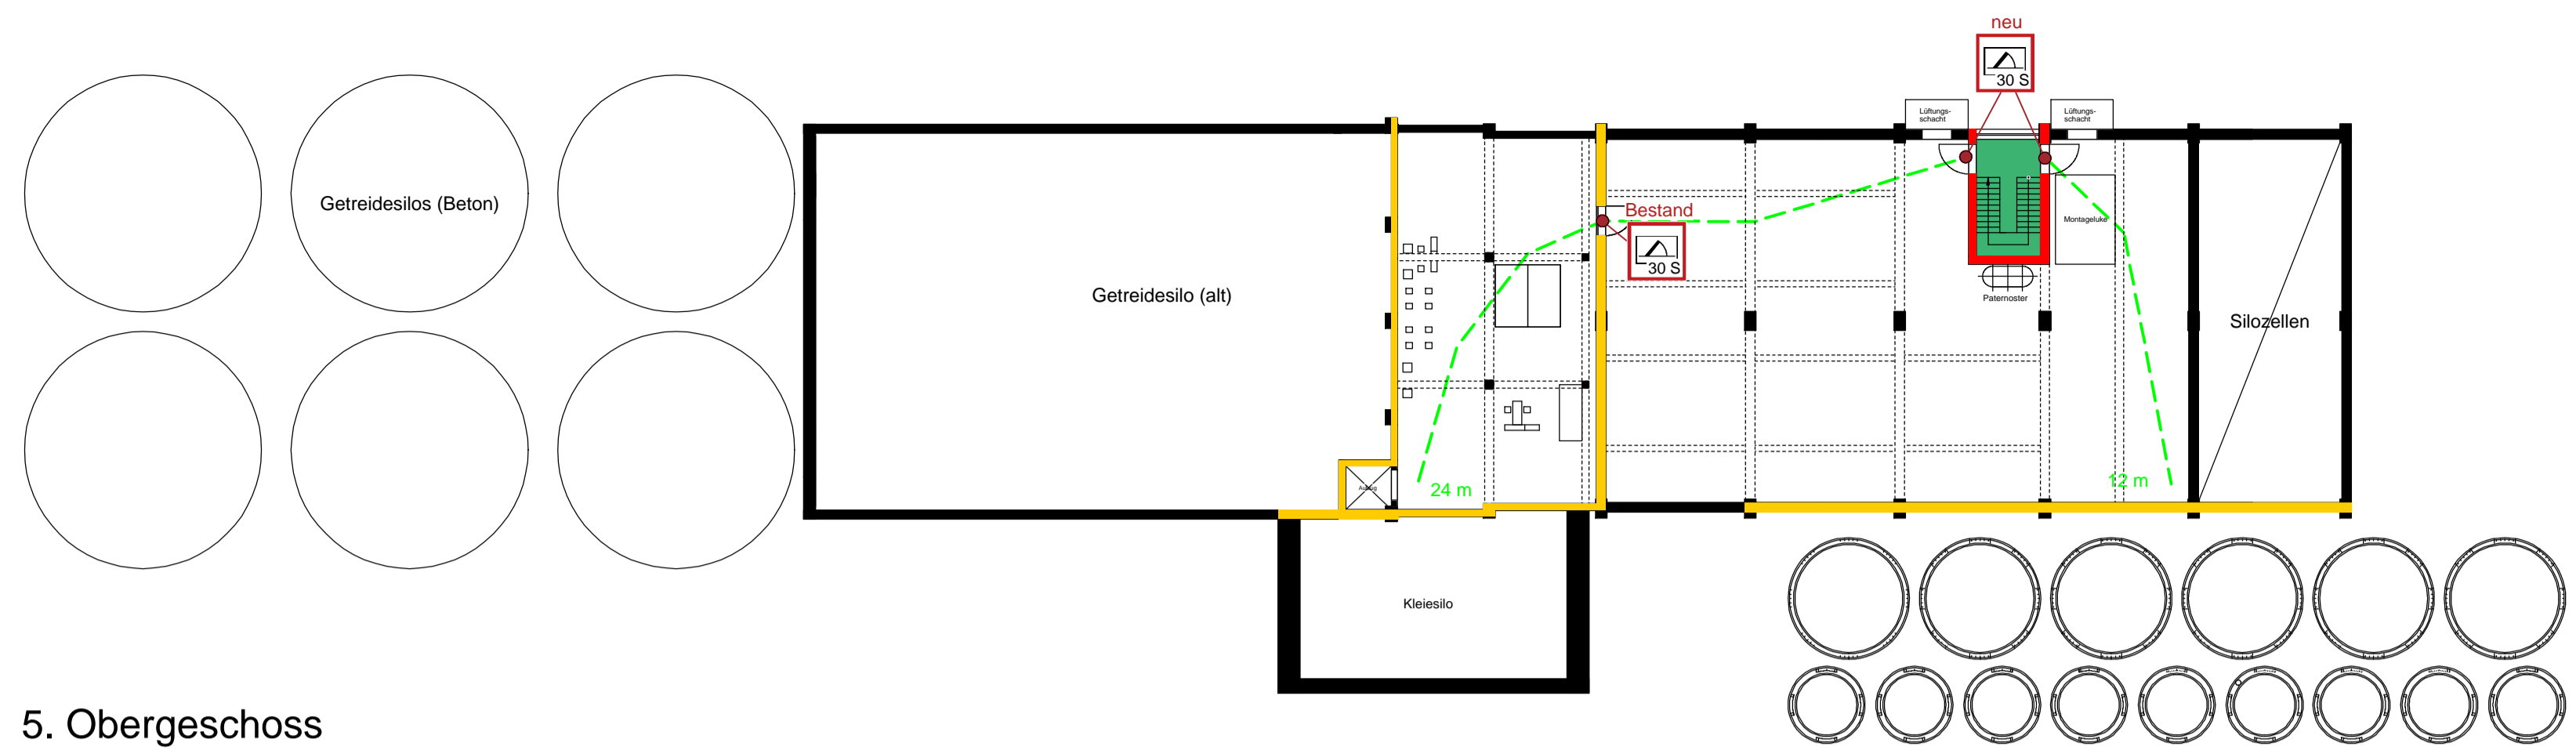 neu
30 S
Lüftungs-
schacht
Lüftungs-
schacht
Getreidesilos (Beton)
Bestand
30 S
Montageluke
Getreidesilo (alt)
Paternoster
Silozellen
Aufzug
24 m
12 m
Kleiesilo
5. Obergeschoss